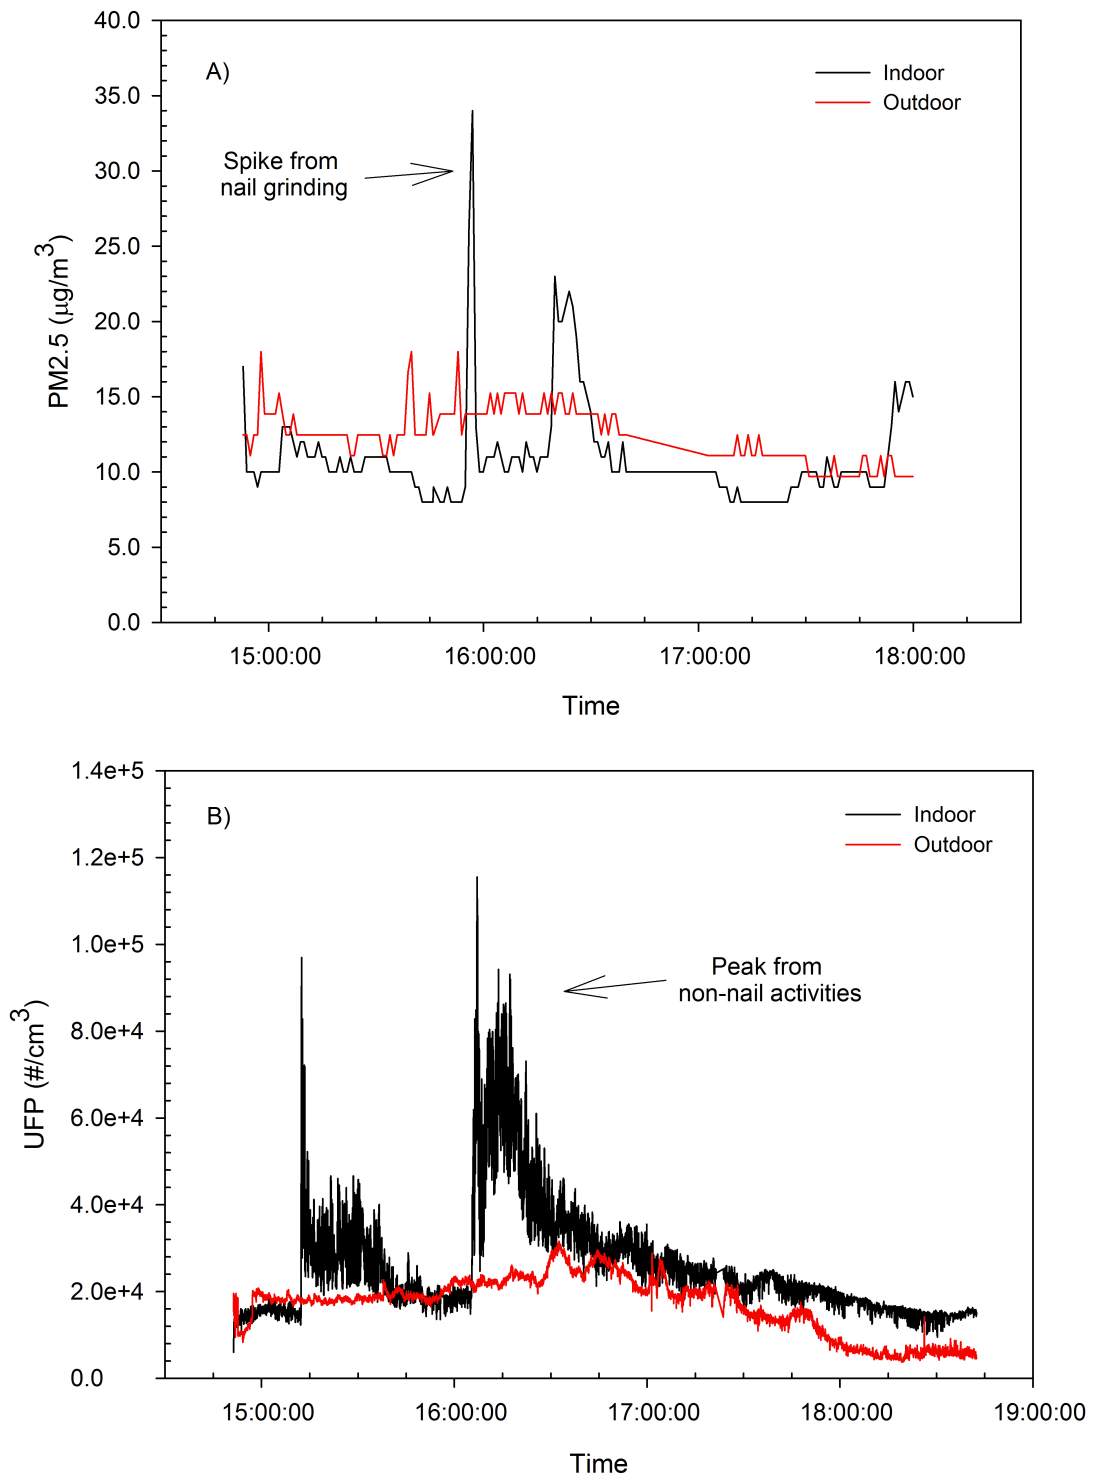 40.0
A)
Indoor
Outdoor
35.0
Spike from
nail grinding
30.0
25.0
PM2.5 (µg/m3)
20.0
15.0
10.0
5.0
0.0
15:00:00 16:00:00 17:00:00 18:00:00
Time
1.4e+5
B)
Indoor
Outdoor
1.2e+5
1.0e+5
Peak from
non-nail activities
8.0e+4
UFP (#/cm3)
6.0e+4
4.0e+4
2.0e+4
0.0
15:00:00 16:00:00 17:00:00 18:00:00 19:00:00
Time